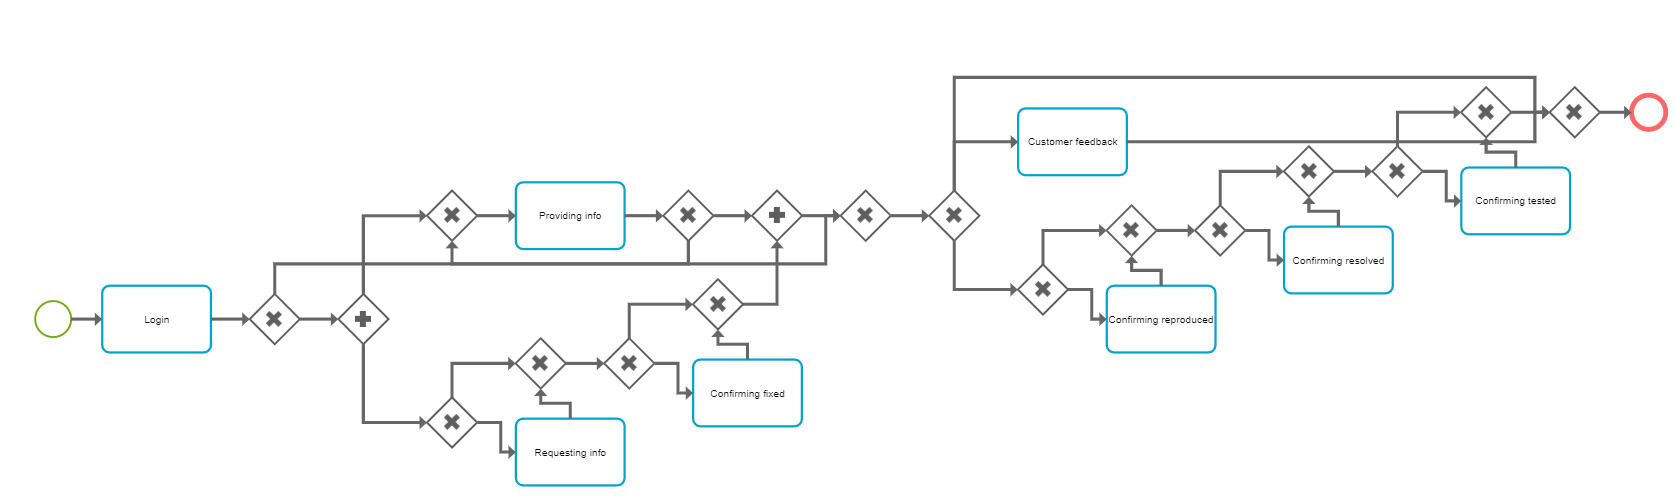 Login
Providing info
Requesting info
Confirming fixed
Customer feedback
Confirming reproduced
Confirming resolved
Confirming tested